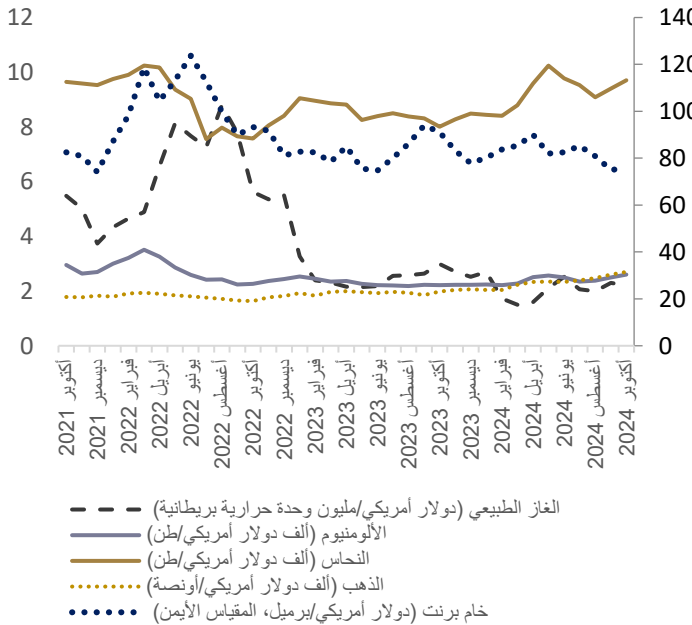 12
10
8
6
4
2
0
140
120
100
80
60
40
20
0
أكتوبر 2021
ديسمبر 2021
فبراير 2022
أبريل 2022
يونيو 2022
أغسطس 2022
أكتوبر 2022
ديسمبر 2022
فبراير 2023
أبريل 2023
يونيو 2023
أغسطس 2023
أكتوبر 2023
ديسمبر 2023
فبراير 2024
أبريل 2024
يونيو 2024
أغسطس 2024
أكتوبر 2024
الغاز الطبيعي (دولار أمريكي/مليون وحدة حرارية بريطانية)
الألومنيوم (ألف دولار أمريكي/طن)
النحاس (ألف دولار أمريكي/طن)
الذهب (ألف دولار أمريكي/أونصة)
خام برنت (دولار أمريكي/برميل، المقياس الأيمن)